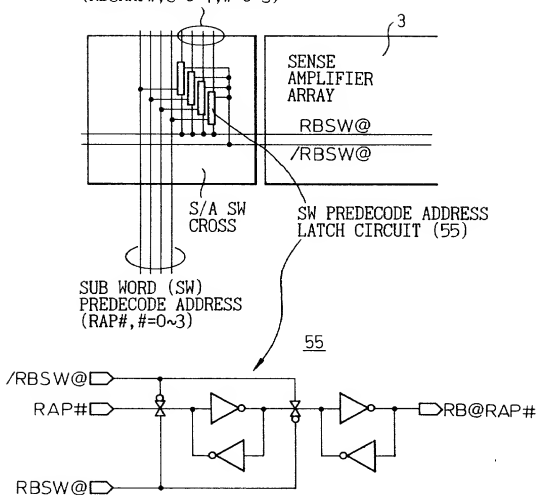 3
SENSE
AMPLIFIER
ARRAY
RBSW@
/RBSW@
S/A SW
CROSS
SW PREDECODE ADDRESS
LATCH CIRCUIT (55)
SUB WORD (SW)
PREDECODE ADDRESS
(RAP#,#=0~3)
55
/RBSW@
RAP#
RB@RAP#
RBSW@